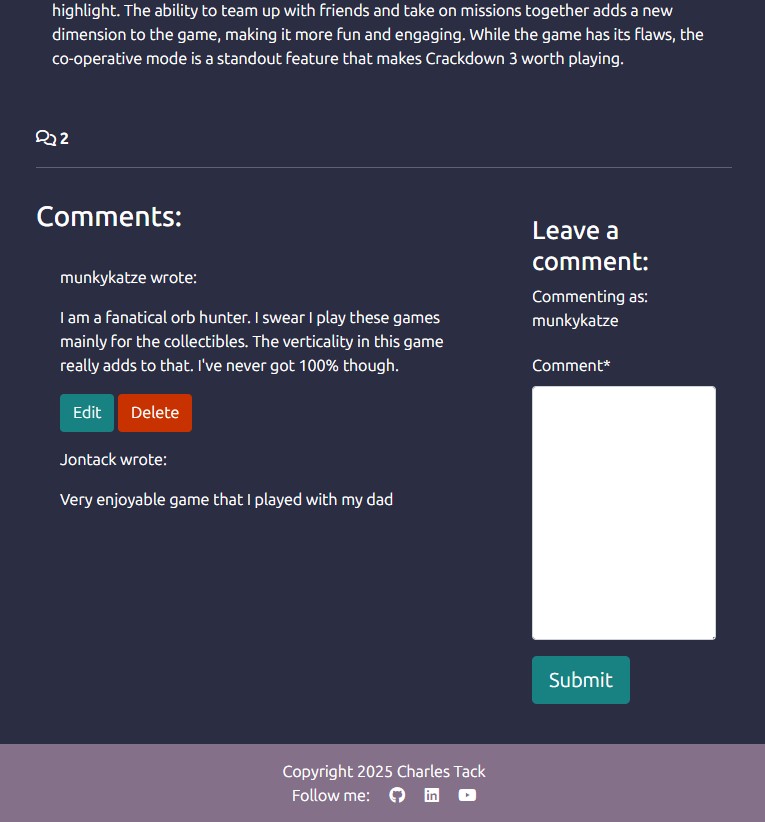 highlight. The ability to team up with friends and take on missions together adds a new
dimension to the game, making it more fun and engaging. While the game has its flaws, the
co-operative mode is a standout feature that makes Crackdown 3 worth playing.
2
Comments:
munkykatze wrote:
I am a fanatical orb hunter. I swear I play these games
mainly for the collectibles. The verticality in this game
really adds to that. I've never got 100% though.
Edit Delete
Jontack wrote:
Very enjoyable game that I played with my dad
Leave a
comment:
Commenting as:
munkykatze
Comment*
Submit
Copyright 2025 Charles Tack
Follow me: